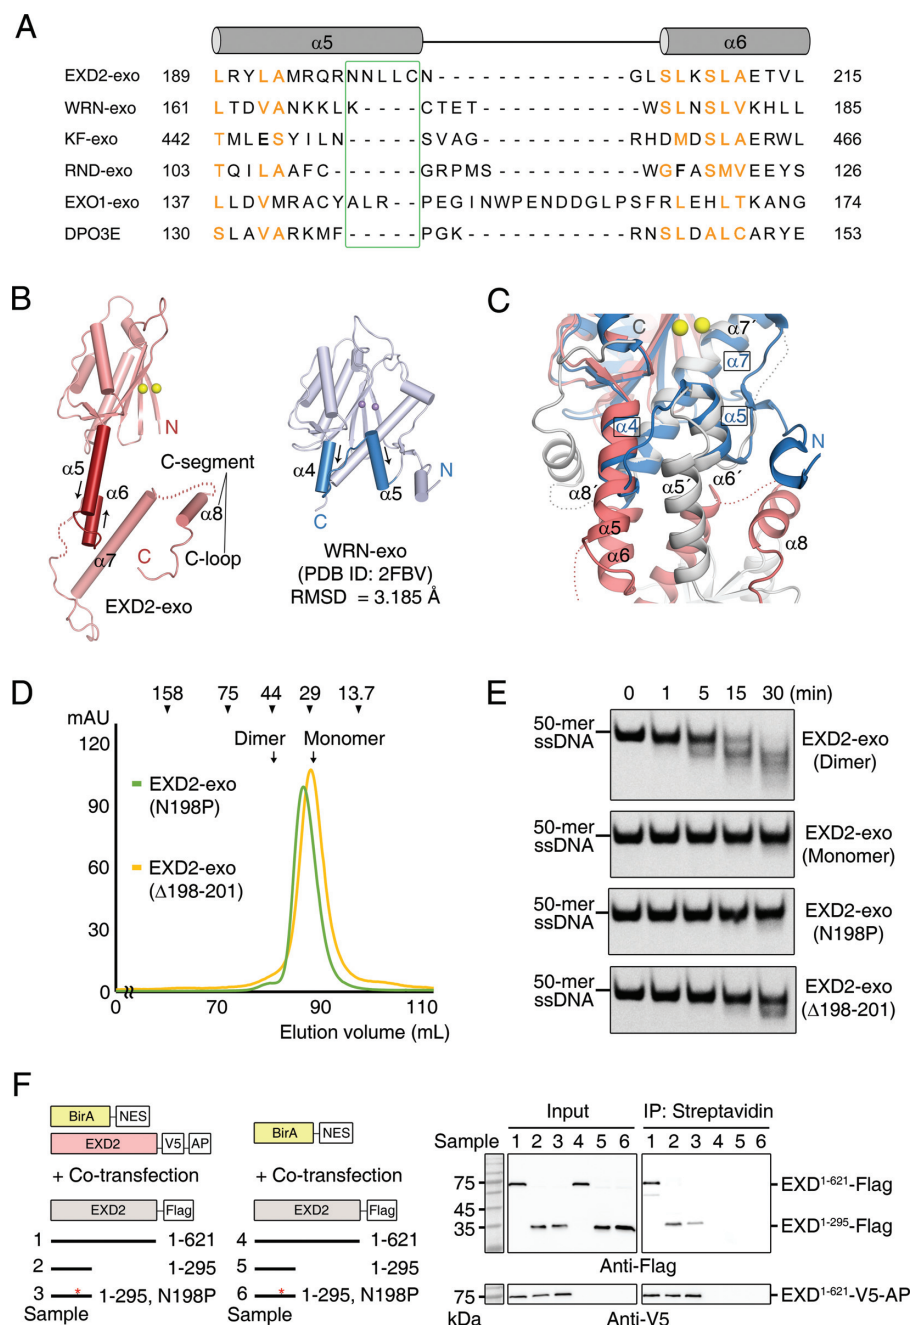 A
α5 α6
EXD2-exo 189 LRYLAMRQRNNLLCN- - - - - - - - - - -GLSLKSLAETVL 215
WRN-exo 161 LTDVANKKLK- - - -CTET- - - - - - - - - - -WSLNSLVKHLL 185
KF-exo 442 TMLESYILN- - - - -SVAG- - - - - - - - - -RHDMDSLAERWL 466
RND-exo 103 TQILAAFC- - - - - -GRPMS- - - - - - - - - -WGFASMVEEYS 126
EXO1-exo 137 LLDVMRACYALR- -PEGINWPENDDGLPSFRLEHLTKANG 174
DPO3E 130 SLAVARKMF- - - - -PGK- - - - - - - - - - -RNSLDALCARYE 153
B
N
α5
α6
C-segment
α8
α7
C
C-loop
EXD2-exo
α4
α5
N
C
WRN-exo
(PDB ID: 2FBV)
RMSD = 3.185 Å
C
C
α7´
α7
α4
α5
N
α8´
α5´
α6´
α5
α6
α8
D
158 75 44 29 13.7
mAU
120
90
60
30
0
Dimer Monomer
EXD2-exo
(N198P)
EXD2-exo
(Δ198-201)
0 70 90 110
Elution volume (mL)
E
0 1 5 15 30 (min)
50-mer
ssDNA
EXD2-exo
(Dimer)
50-mer
ssDNA
EXD2-exo
(Monomer)
50-mer
ssDNA
EXD2-exo
(N198P)
50-mer
ssDNA
EXD2-exo
(Δ198-201)
F
BirA NES
EXD2 V5 AP
+ Co-transfection
EXD2 Flag
1 1-621
2 1-295
3 * 1-295, N198P
Sample
BirA NES
+ Co-transfection
EXD2 Flag
4 1-621
5 1-295
6 * 1-295, N198P
Sample
Input IP: Streptavidin
Sample 1 2 3 4 5 6 1 2 3 4 5 6
75
45
35
EXD1-621-Flag
EXD1-295-Flag
Anti-Flag
75
EXD1-621-V5-AP
kDa
Anti-V5